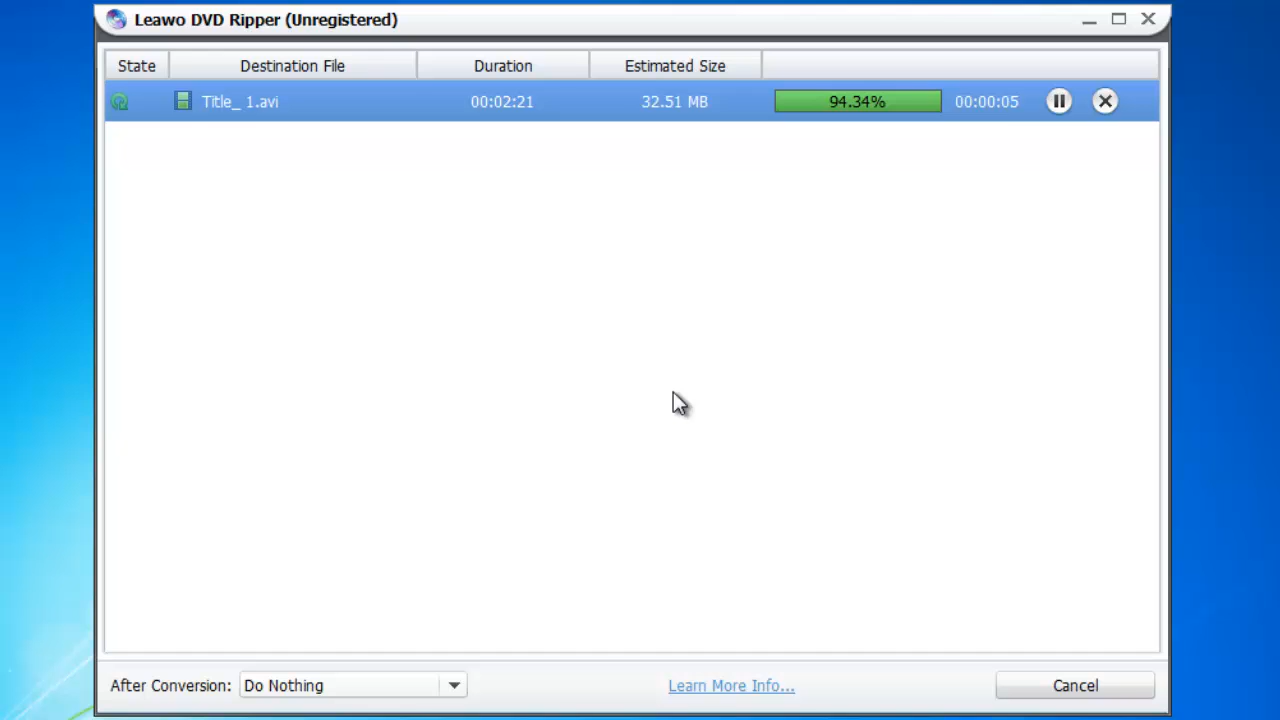 Leawo DVD Ripper (Unregistered)
State Destination File Duration Estimated Size
Title_ 1.avi 00:02:21 32.51 MB 94.34% 00:00:05
After Conversion: Do Nothing Learn More Info... Cancel